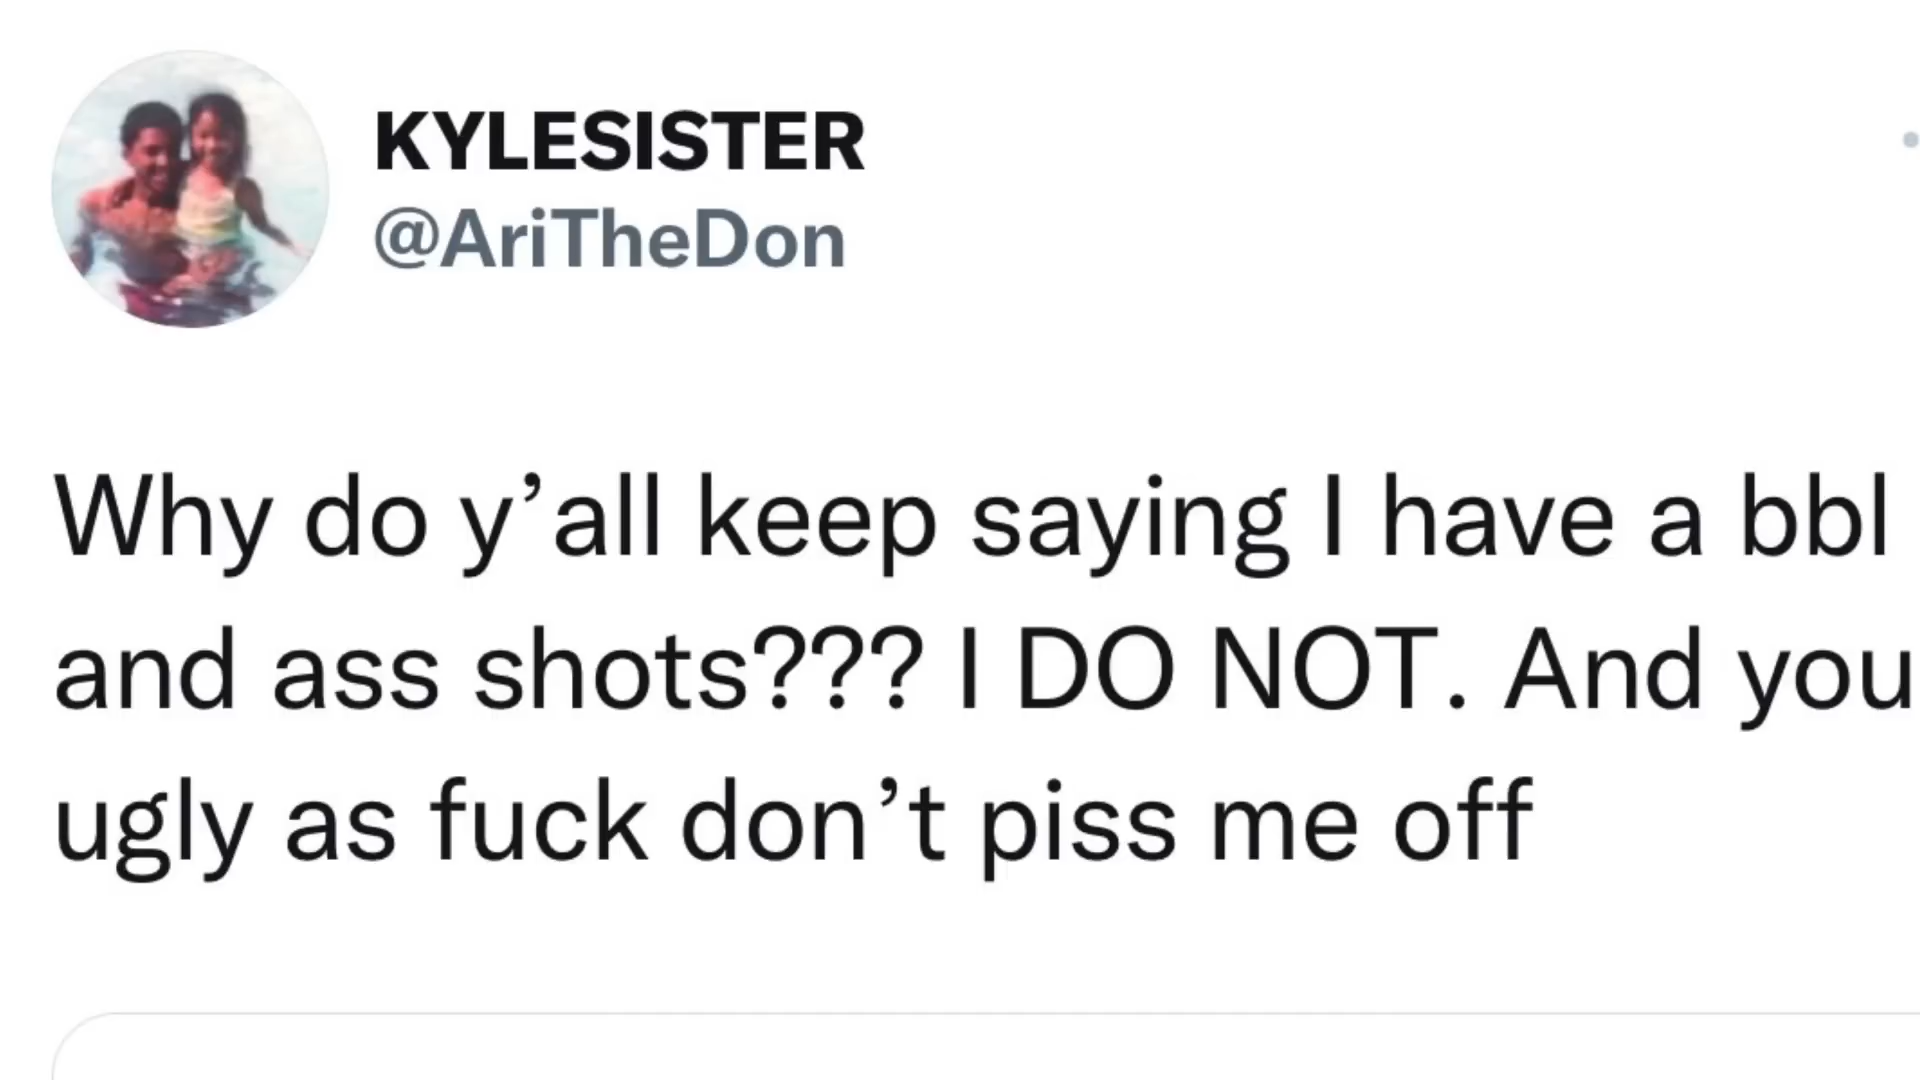 KYLESISTER
@AriTheDon
Why do y’all keep saying I have a bbl
and ass shots??? I DO NOT. And you
ugly as fuck don’t piss me off